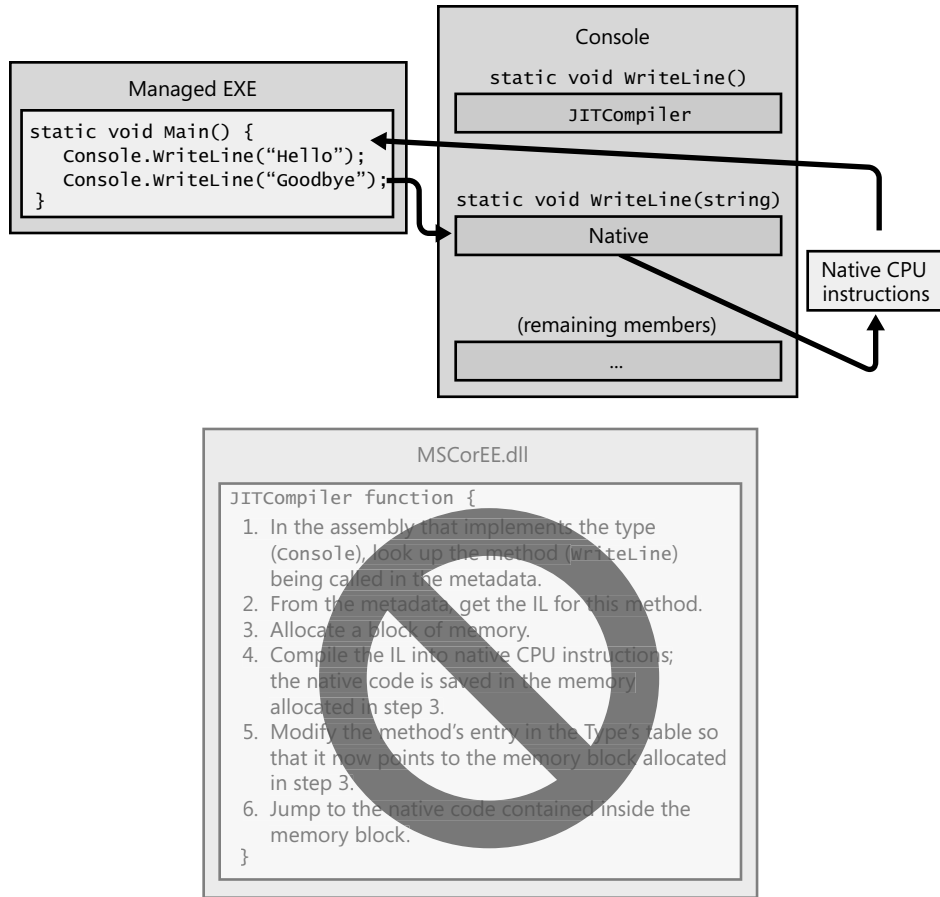 Console
static void WriteLine()
JITCompiler
Managed EXE
static void Main() {
Console.WriteLine(“Hello”);
Console.WriteLine(“Goodbye”);
}
static void WriteLine(string)
Native
Native CPU
instructions
(remaining members)
...
MSCorEE.dll
JITCompiler function {
1. In the assembly that implements the type
(Console), look up the method (WriteLine)
being called in the metadata.
2. From the metadata, get the IL for this method.
3. Allocate a block of memory.
4. Compile the IL into native CPU instructions;
the native code is saved in the memory
allocated in step 3.
5. Modify the method’s entry in the Type’s table so
that it now points to the memory block allocated
in step 3.
6. Jump to the native code contained inside the
memory block.
}